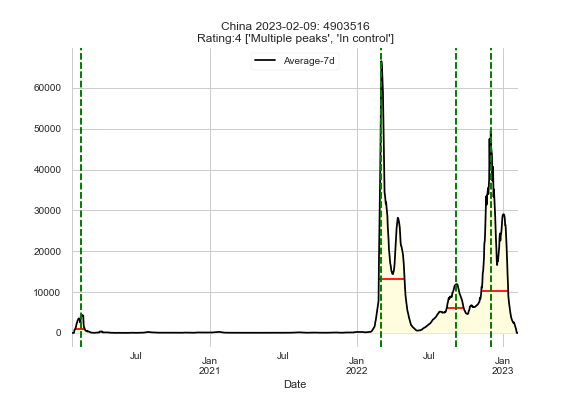 China 2023-02-09: 4903516
Rating:4 ['Multiple peaks', 'In control']
Average-7d
60000
50000
40000
30000
20000
10000
0
Jul
Jan
2021
Jul
Jan
2022
Jul
Jan
2023
Date